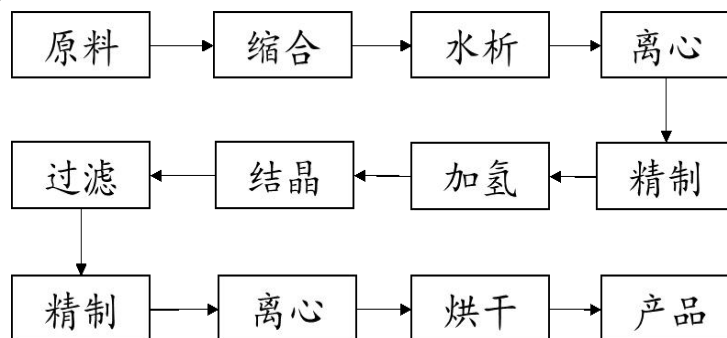 原料 缩合 水析 离心
过滤 结晶 加氢 精制
精制 离心 烘干 产品